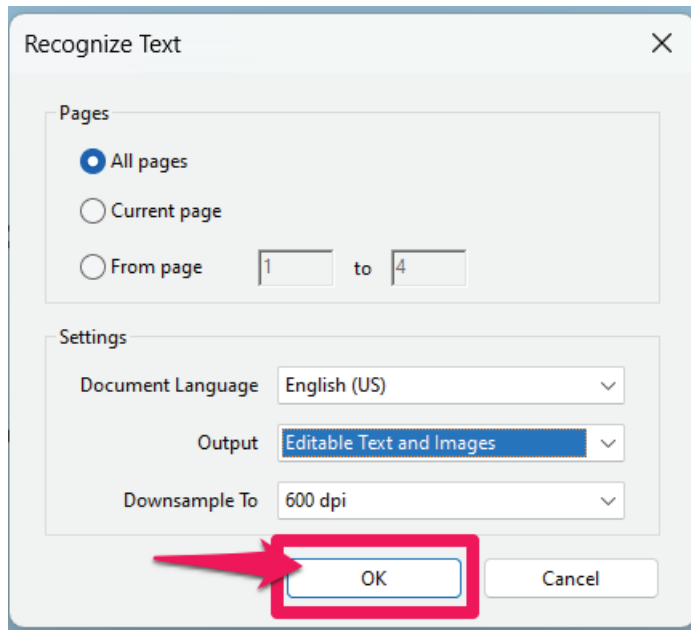 Recognize Text
Pages
All pages
Current page
From page 1 to 4
Settings
Document Language English (US)
Output Editable Text and Images
Downsample To 600 dpi
OK Cancel